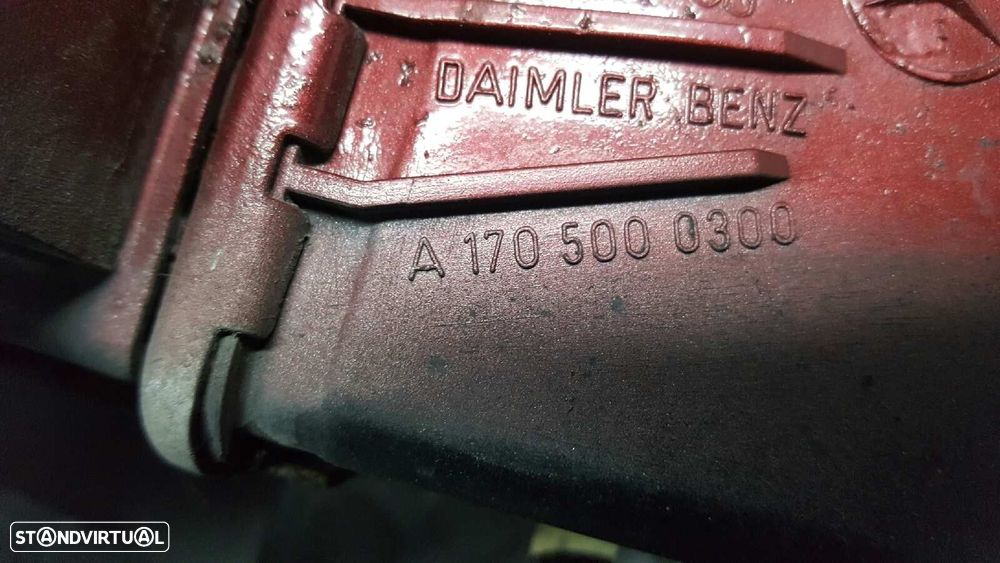 DAIMLER BENZ
A 170 500 0300
STANDVIRTUAL